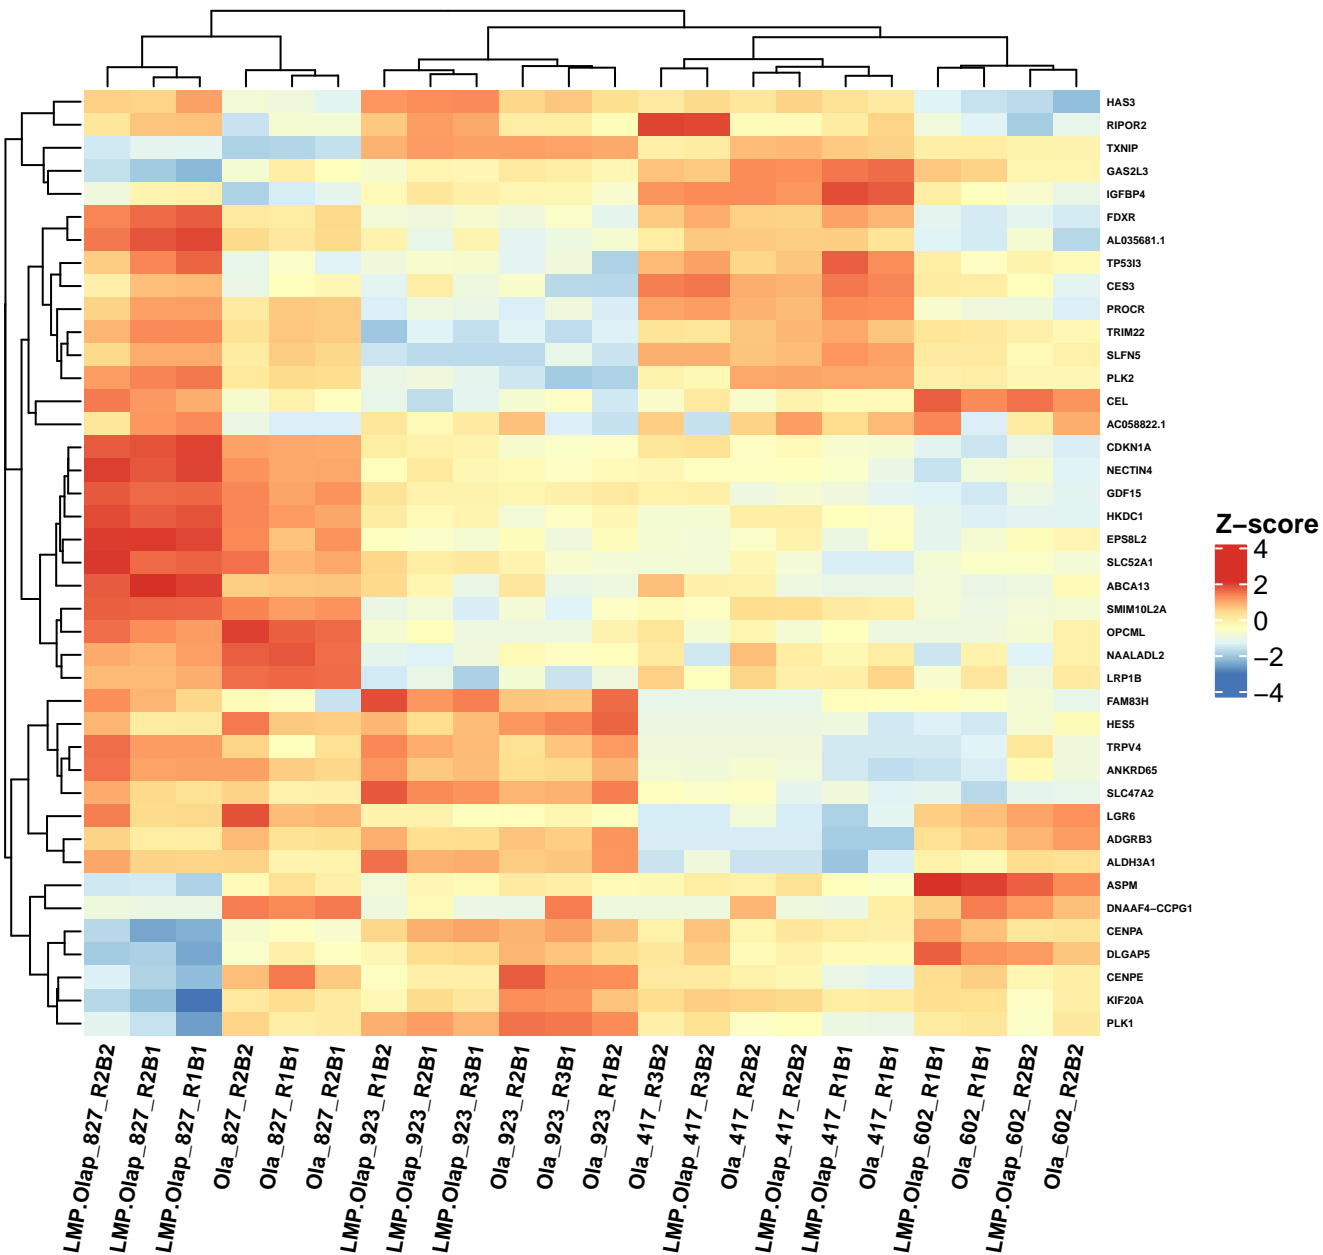 HAS3
RIPOR2
TXNIP
GAS2L3
IGFBP4
FDXR
AL035681.1
TP53I3
CES3
PROCR
TRIM22
SLFN5
PLK2
CEL
AC058822.1
CDKN1A
NECTIN4
GDF15
HKDC1
EPS8L2
SLC52A1
ABCA13
SMIM10L2A
OPCML
NAALADL2
LRP1B
FAM83H
HES5
TRPV4
ANKRD65
SLC47A2
LGR6
ADGRB3
ALDH3A1
ASPM
DNAAF4−CCPG1
CENPA
DLGAP5
CENPE
KIF20A
PLK1
Z−score
4
2
0
−2
−4
LMP.Olap_827_R2B2
LMP.Olap_827_R2B1
LMP.Olap_827_R1B1
Ola_827_R2B2
Ola_827_R1B1
Ola_827_R2B1
LMP.Olap_923_R1B2
LMP.Olap_923_R2B1
LMP.Olap_923_R3B1
Ola_923_R2B1
Ola_923_R3B1
Ola_923_R1B2
Ola_417_R3B2
LMP.Olap_417_R3B2
Ola_417_R2B2
LMP.Olap_417_R2B2
LMP.Olap_417_R1B1
Ola_417_R1B1
LMP.Olap_602_R1B1
Ola_602_R1B1
LMP.Olap_602_R2B2
Ola_602_R2B2